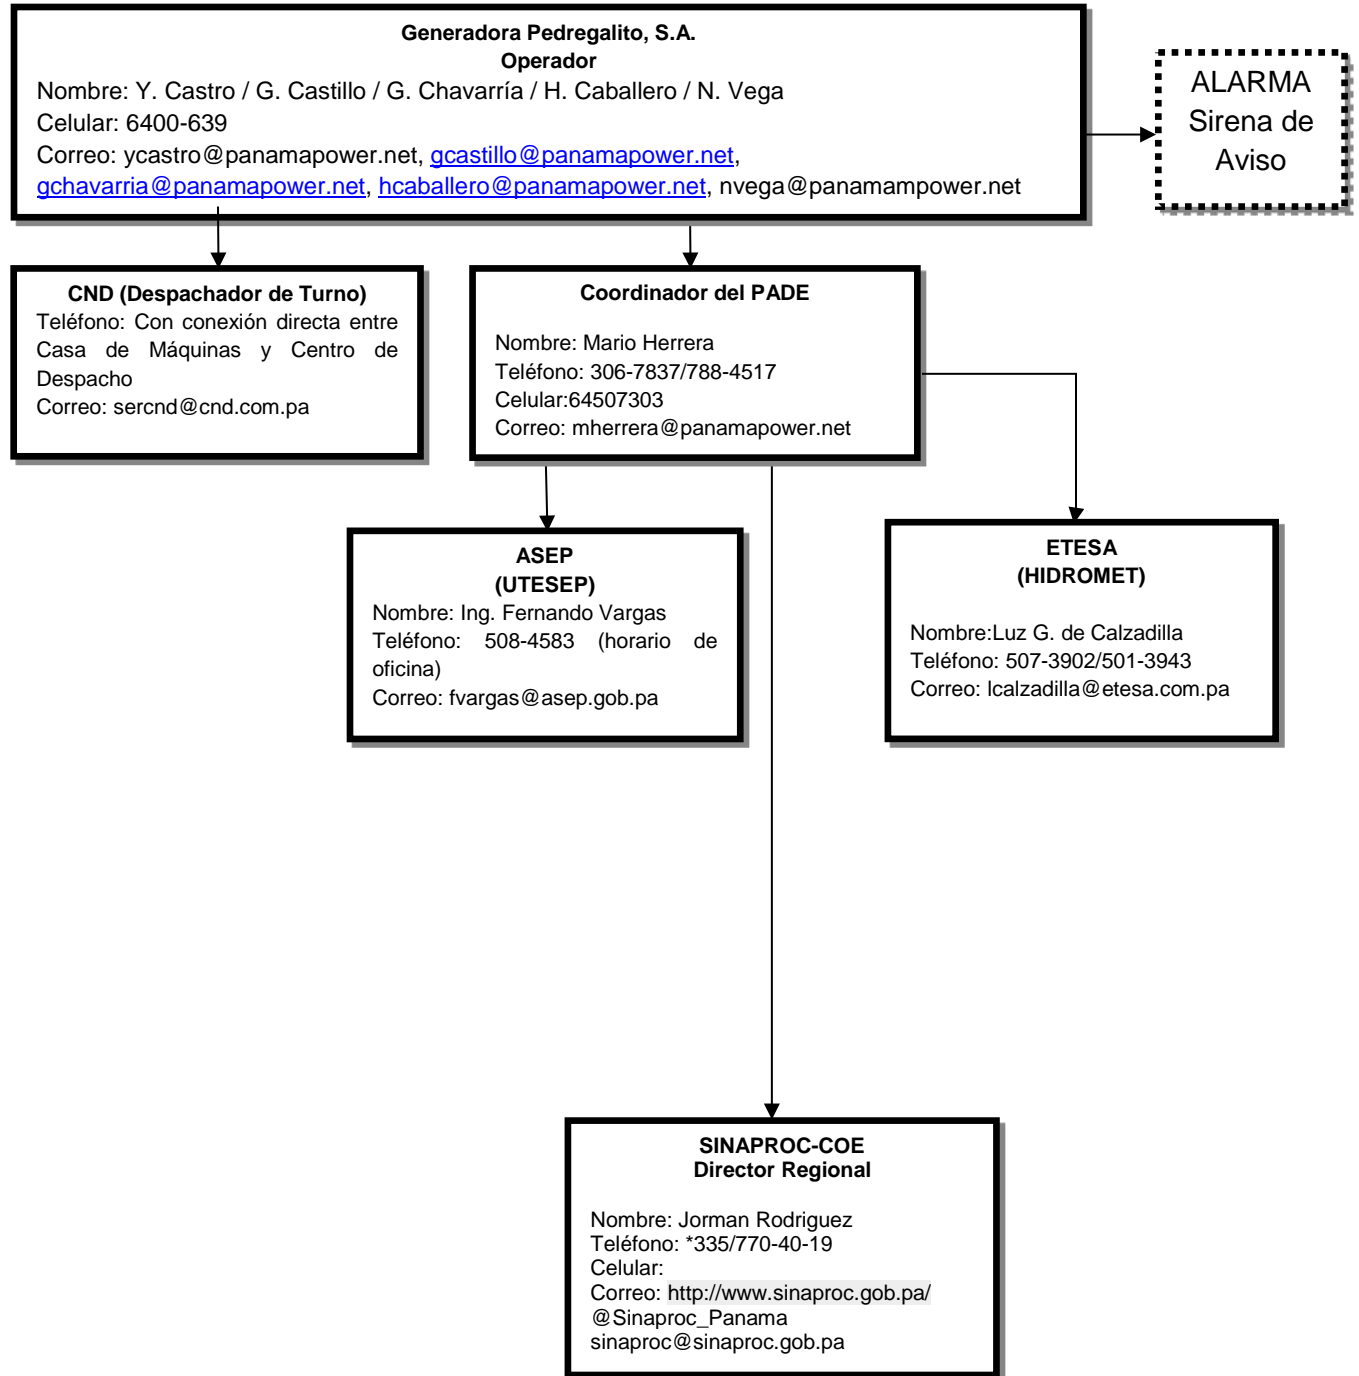 Generadora Pedregalito, S.A.
Operador
Nombre: Y. Castro / G. Castillo / G. Chavarría / H. Caballero / N. Vega
Celular: 6400-639
Correo: ycastro@panamapower.net, gcastillo@panamapower.net,
gchavarria@panamapower.net, hcaballero@panamapower.net, nvega@panamampower.net
ALARMA
Sirena de
Aviso
CND (Despachador de Turno)
Teléfono: Con conexión directa entre
Casa de Máquinas y Centro de
Despacho
Correo: sercnd@cnd.com.pa
Coordinador del PADE
Nombre: Mario Herrera
Teléfono: 306-7837/788-4517
Celular:64507303
Correo: mherrera@panamapower.net
ASEP
(UTESEP)
Nombre: Ing. Fernando Vargas
Teléfono: 508-4583 (horario de
oficina)
Correo: fvargas@asep.gob.pa
ETESA
(HIDROMET)
Nombre:Luz G. de Calzadilla
Teléfono: 507-3902/501-3943
Correo: lcalzadilla@etesa.com.pa
SINAPROC-COE
Director Regional
Nombre: Jorman Rodriguez
Teléfono: *335/770-40-19
Celular:
Correo: http://www.sinaproc.gob.pa/
@Sinaproc_Panama
sinaproc@sinaproc.gob.pa